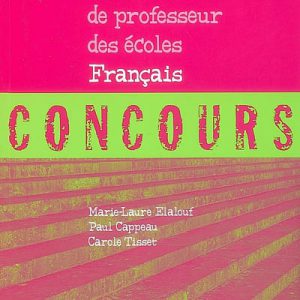 de professeur
des écoles
Français
CONCOURS
Marie-Laure Elalouf
Paul Cappeau
Carole Tisset